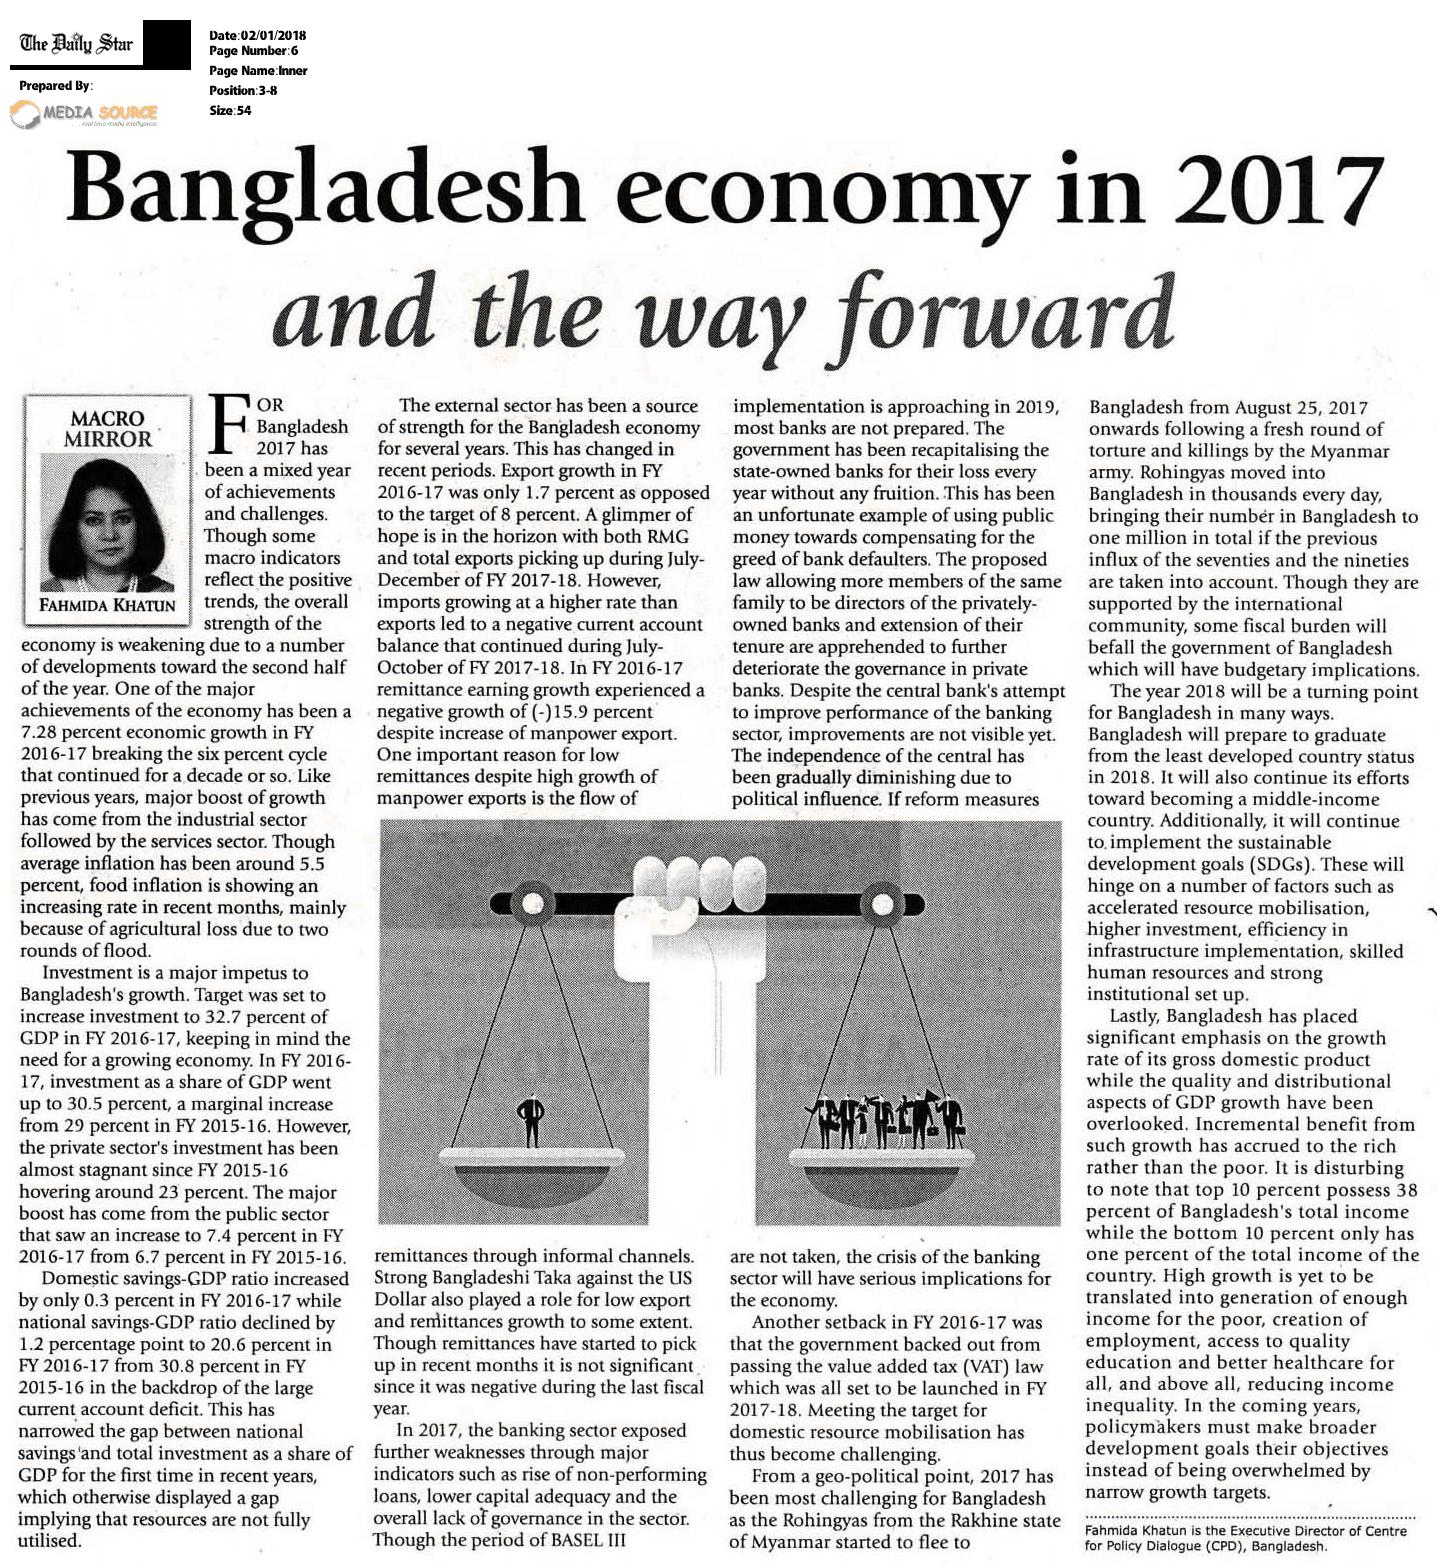 The Daily Star
Prepared By:
MEDIA SOURCE
real time media intelligence
Date:02/01/2018
Page Number:6
Page Name:Inner
Position:3-8
Size:54
Bangladesh economy in 2017
and the way forward
MACRO
MIRROR
FAHMIDA KHATUN
FOR
Bangladesh
2017 has
been a mixed year
of achievements
and challenges.
Though some
macro indicators
reflect the positive
trends, the overall
strength of the
economy is weakening due to a number
of developments toward the second half
of the year. One of the major
achievements of the economy has been a
7.28 percent economic growth in FY
2016-17 breaking the six percent cycle
that continued for a decade or so. Like
previous years, major boost of growth
has come from the industrial sector
followed by the services sector. Though
average inflation has been around 5.5
percent, food inflation is showing an
increasing rate in recent months, mainly
because of agricultural loss due to two
rounds of flood.
Investment is a major impetus to
Bangladesh's growth. Target was set to
increase investment to 32.7 percent of
GDP in FY 2016-17, keeping in mind the
need for a growing economy. In FY 2016-
17, investment as a share of GDP went
up to 30.5 percent, a marginal increase
from 29 percent in FY 2015-16. However,
the private sector's investment has been
almost stagnant since FY 2015-16
hovering around 23 percent. The major
boost has come from the public sector
that saw an increase to 7.4 percent in FY
2016-17 from 6.7 percent in FY 2015-16.
Domestic savings-GDP ratio increased
by only 0.3 percent in FY 2016-17 while
national savings-GDP ratio declined by
1.2 percentage point to 20.6 percent in
FY 2016-17 from 30.8 percent in FY
2015-16 in the backdrop of the large
current account deficit. This has
narrowed the gap between national
savings and total investment as a share of
GDP for the first time in recent years,
which otherwise displayed a gap
implying that resources are not fully
utilised.
The external sector has been a source
of strength for the Bangladesh economy
for several years. This has changed in
recent periods. Export growth in FY
2016-17 was only 1.7 percent as opposed
to the target of 8 percent. A glimmer of
hope is in the horizon with both RMG
and total exports picking up during July-
December of FY 2017-18. However,
imports growing at a higher rate than
exports led to a negative current account
balance that continued during July-
October of FY 2017-18. In FY 2016-17
remittance earning growth experienced a
negative growth of (-)15.9 percent
despite increase of manpower export.
One important reason for low
remittances despite high growth of
manpower exports is the flow of
remittances through informal channels.
Strong Bangladeshi Taka against the US
Dollar also played a role for low export
and remittances growth to some extent.
Though remittances have started to pick
up in recent months it is not significant
since it was negative during the last fiscal
year.
In 2017, the banking sector exposed
further weaknesses through major
indicators such as rise of non-performing
loans, lower capital adequacy and the
overall lack of governance in the sector.
Though the period of BASEL III
implementation is approaching in 2019,
most banks are not prepared. The
government has been recapitalising the
state-owned banks for their loss every
year without any fruition. This has been
an unfortunate example of using public
money towards compensating for the
greed of bank defaulters. The proposed
law allowing more members of the same
family to be directors of the privately-
owned banks and extension of their
tenure are apprehended to further
deteriorate the governance in private
banks. Despite the central bank's attempt
to improve performance of the banking
sector, improvements are not visible yet.
The independence of the central has
been gradually diminishing due to
political influence. If reform measures
are not taken, the crisis of the banking
sector will have serious implications for
the economy.
Another setback in FY 2016-17 was
that the government backed out from
passing the value added tax (VAT) law
which was all set to be launched in FY
2017-18. Meeting the target for
domestic resource mobilisation has
thus become challenging.
From a geo-political point, 2017 has
been most challenging for Bangladesh
as the Rohingyas from the Rakhine state
of Myanmar started to flee to
Bangladesh from August 25, 2017
onwards following a fresh round of
torture and killings by the Myanmar
army. Rohingyas moved into
Bangladesh in thousands every day,
bringing their number in Bangladesh to
one million in total if the previous
influx of the seventies and the nineties
are taken into account. Though they are
supported by the international
community, some fiscal burden will
befall the government of Bangladesh
which will have budgetary implications.
The year 2018 will be a turning point
for Bangladesh in many ways.
Bangladesh will prepare to graduate
from the least developed country status
in 2018. It will also continue its efforts
toward becoming a middle-income
country. Additionally, it will continue
to implement the sustainable
development goals (SDGs). These will
hinge on a number of factors such as
accelerated resource mobilisation,
higher investment, efficiency in
infrastructure implementation, skilled
human resources and strong
institutional set up.
Lastly, Bangladesh has placed
significant emphasis on the growth
rate of its gross domestic product
while the quality and distributional
aspects of GDP growth have been
overlooked. Incremental benefit from
such growth has accrued to the rich
rather than the poor. It is disturbing
to note that top 10 percent possess 38
percent of Bangladesh's total income
while the bottom 10 percent only has
one percent of the total income of the
country. High growth is yet to be
translated into generation of enough
income for the poor, creation of
employment, access to quality
education and better healthcare for
all, and above all, reducing income
inequality. In the coming years,
policymakers must make broader
development goals their objectives
instead of being overwhelmed by
narrow growth targets.
Fahmida Khatun is the Executive Director of Centre
for Policy Dialogue (CPD), Bangladesh.